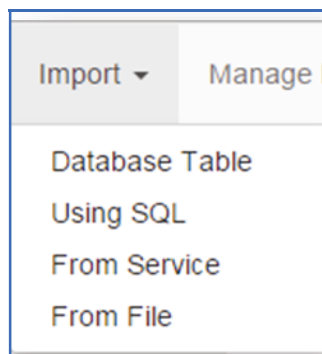 Import Manage
Database Table
Using SQL
From Service
From File